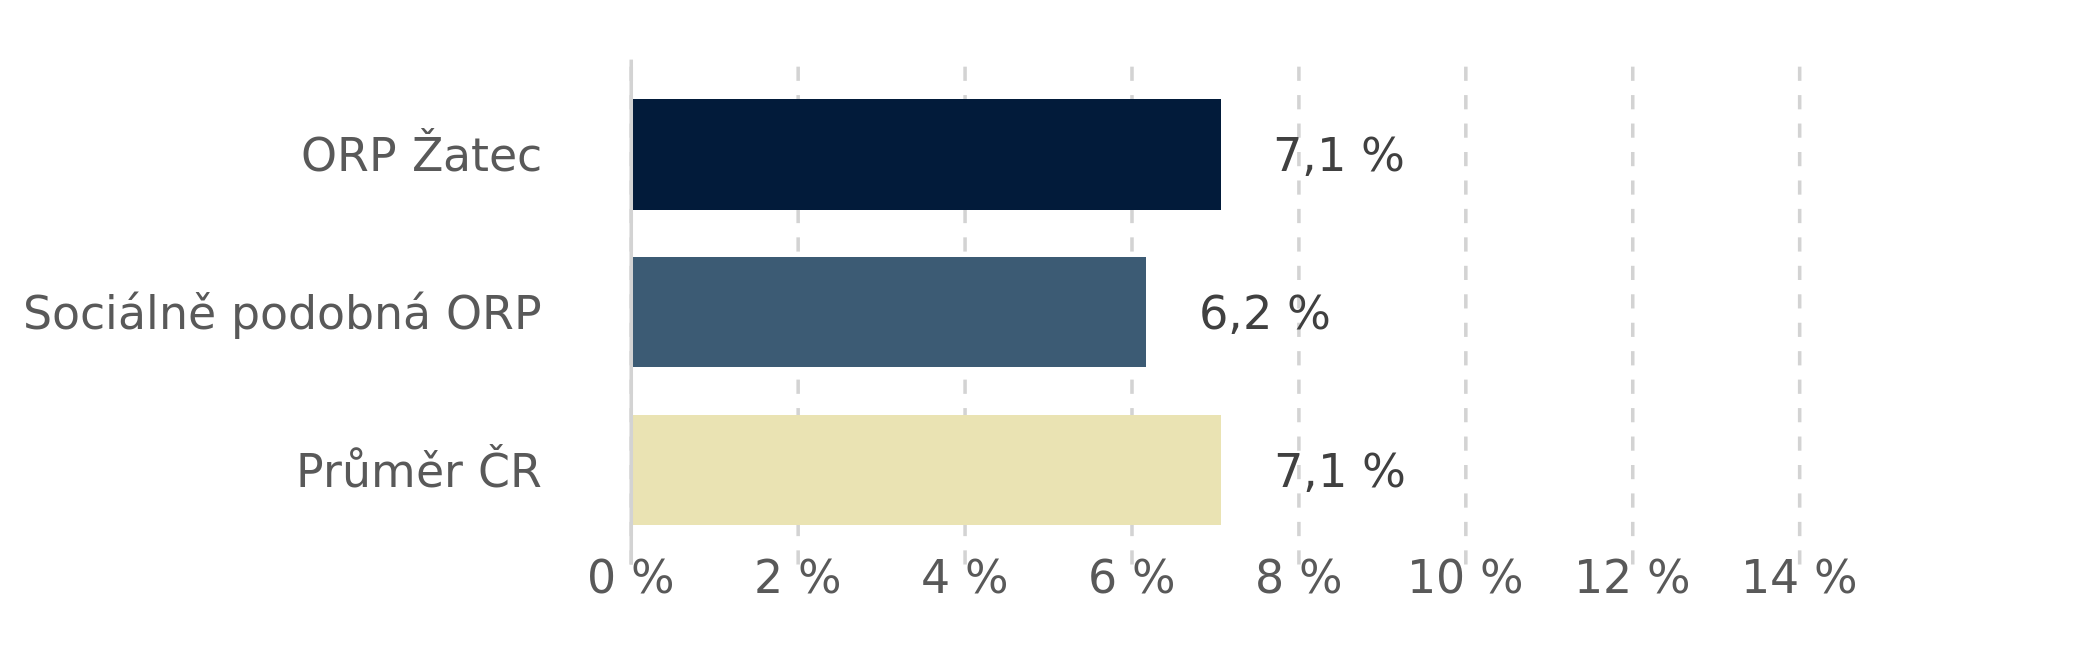 ORP Žatec
7,1 %
Sociálně podobná ORP
6,2 %
Průměr ČR
7,1 %
0 % 2 % 4 % 6 % 8 % 10 % 12 % 14 %